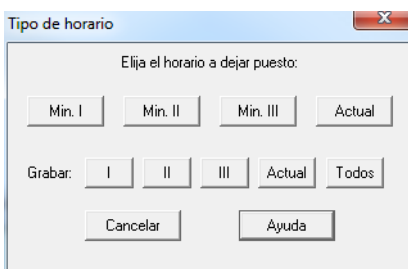 Tipo de horario
Elija el horario a dejar puesto:
Min. I Min. II Min. III Actual
Grabar: I II III Actual Todos
Cancelar Ayuda